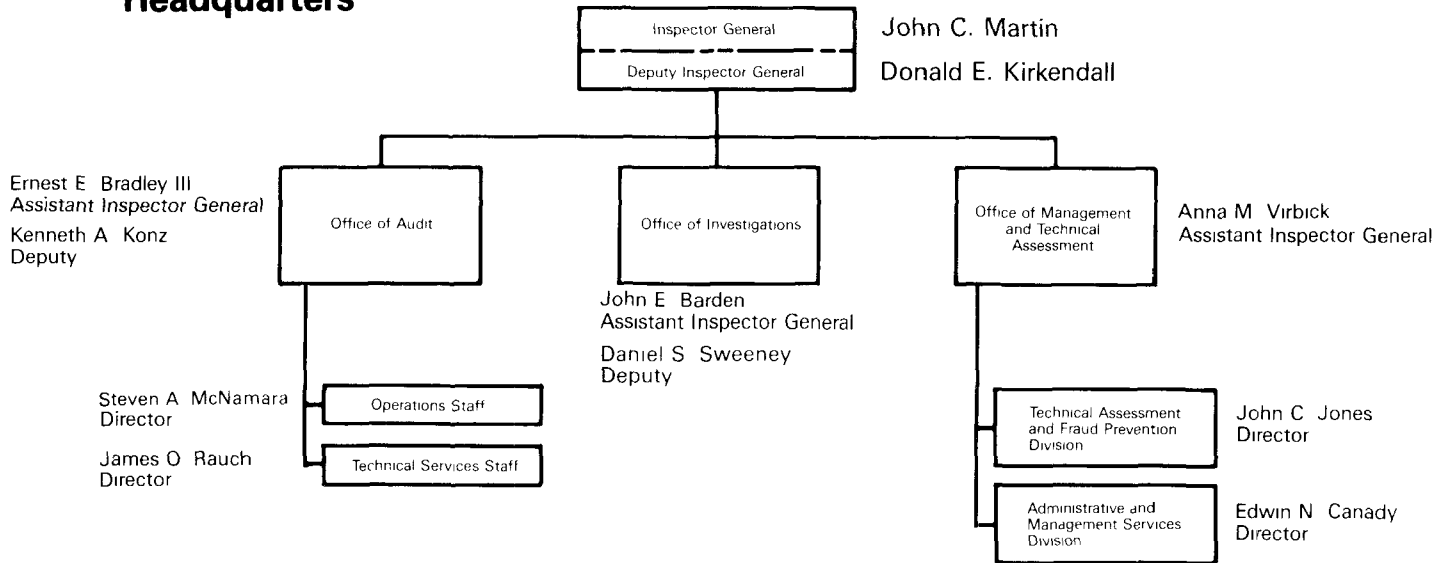 Headquarters
Inspector General
John C. Martin
Deputy Inspector General
Donald E. Kirkendall
Ernest E Bradley III
Assistant Inspector General
Kenneth A Konz
Deputy
Office of Audit
Office of Investigations
John E Barden
Assistant Inspector General
Daniel S Sweeney
Deputy
Office of Management
and Technical
Assessment
Anna M Virbick
Assistant Inspector General
Steven A McNamara
Director
Operations Staff
James O Rauch
Director
Technical Services Staff
Technical Assessment
and Fraud Prevention
Division
John C Jones
Director
Administrative and
Management Services
Division
Edwin N Canady
Director